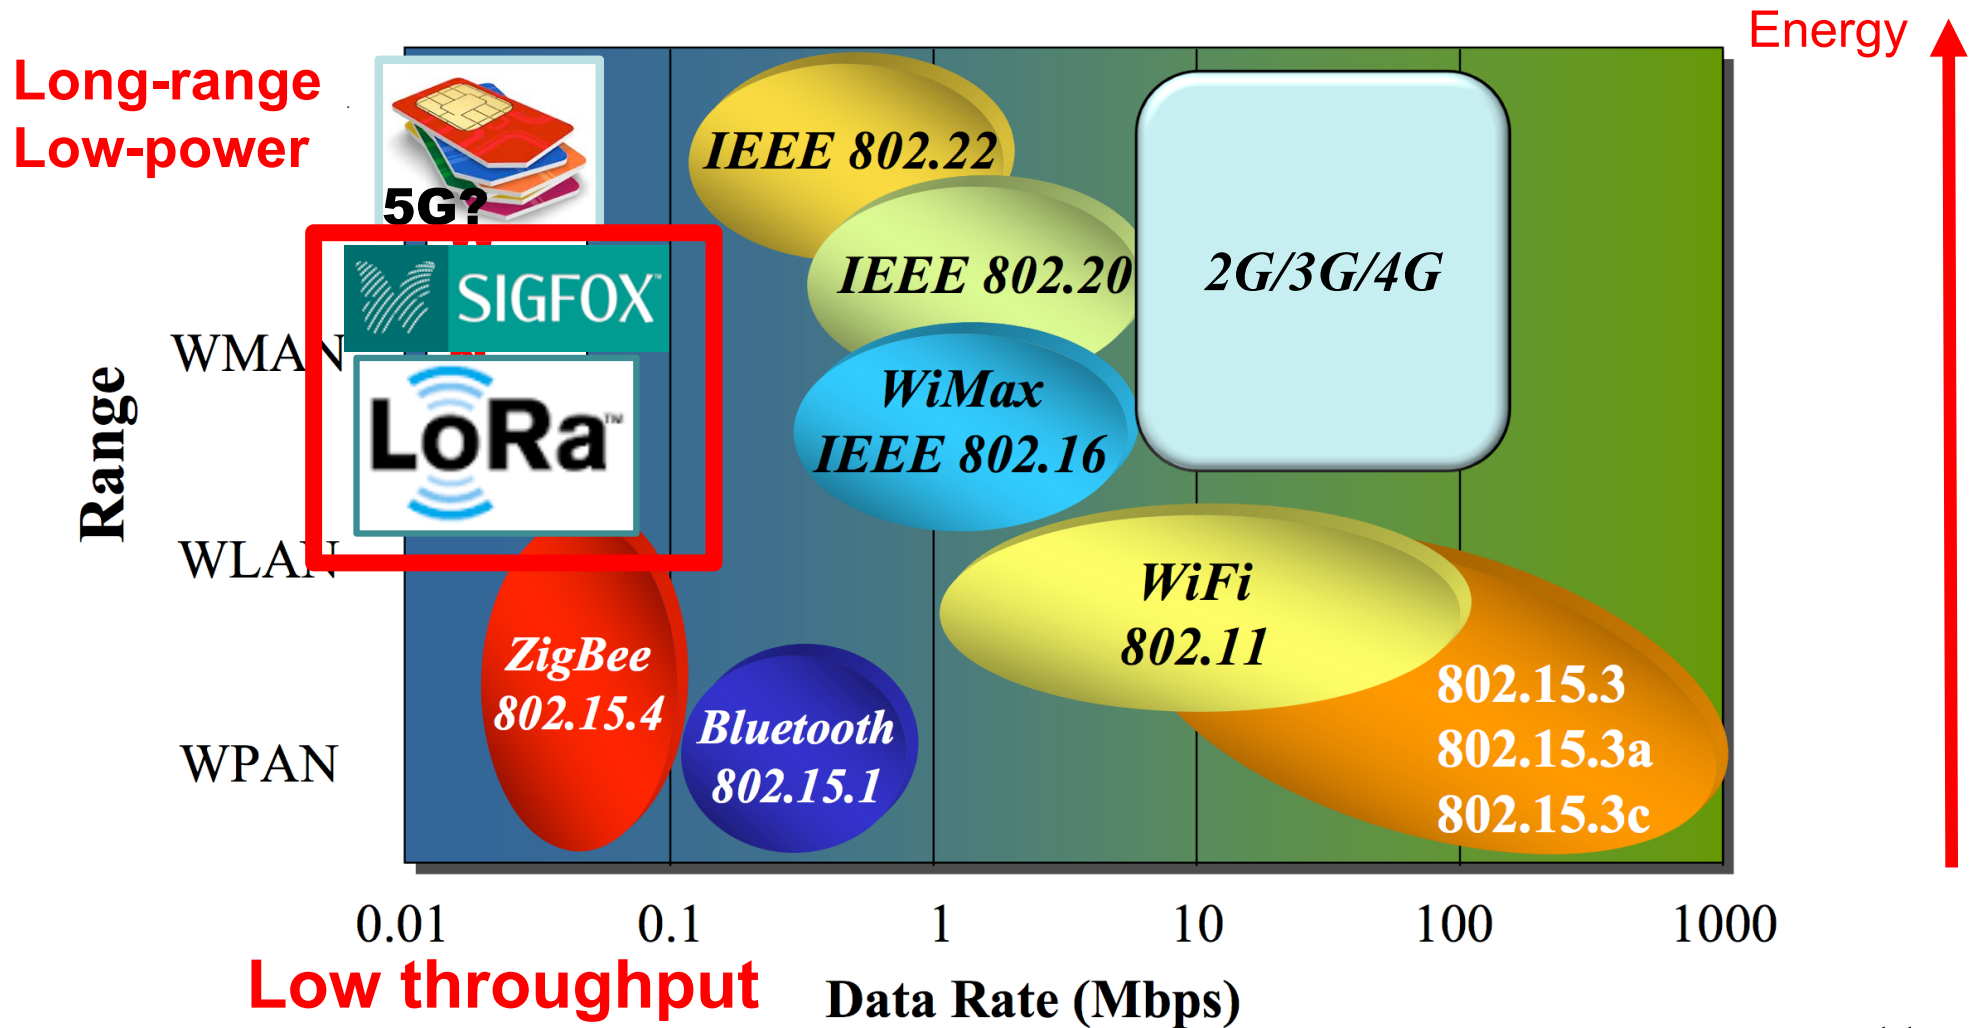 Energy
Long-range
Low-power
5G?
IEEE 802.22
IEEE 802.20
2G/3G/4G
SIGFOX™
WMAN
LoRa™
WiMax
IEEE 802.16
Range
WLAN
WiFi
802.11
ZigBee
802.15.4
Bluetooth
802.15.1
802.15.3
802.15.3a
802.15.3c
WPAN
0.01 0.1 1 10 100 1000
Low throughput
Data Rate (Mbps)